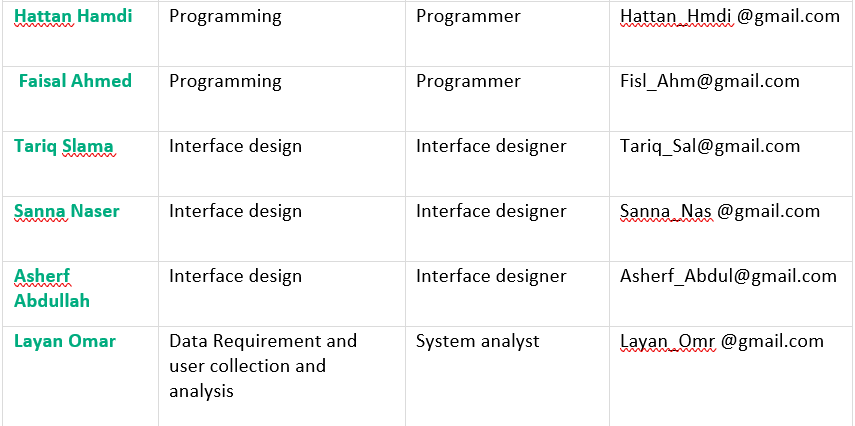 Hattan Hamdi Programming Programmer Hattan_Hmdi @gmail.com
Faisal Ahmed Programming Programmer Fisl_Ahm@gmail.com
Tariq Slama Interface design Interface designer Tariq_Sal@gmail.com
Sanna Naser Interface design Interface designer Sanna_Nas @gmail.com
Asherf Interface design Interface designer Asherf_Abdul@gmail.com
Abdullah
Layan Omar Data Requirement and System analyst Layan_Omr @gmail.com
user collection and
analysis